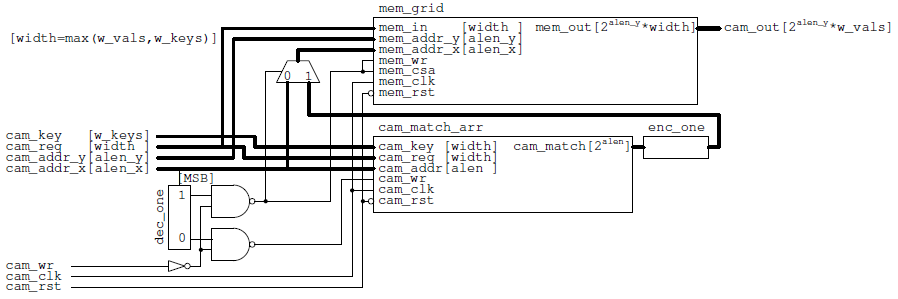 mem_grid
[width=max(w_vals,w_keys)]
mem_in [width ]
mem_addr_y[alen_y]
mem_addr_x[alen_x]
mem_wr
mem_csa
mem_clk
mem_rst
mem_out[2^alen_y*width]
cam_out[2^alen_y*w_vals]
0 1
cam_match_arr
enc_one
cam_key [w_keys]
cam_req [width ]
cam_addr_y[alen_y]
cam_addr_x[alen_x]
cam_key [width]
cam_req [width]
cam_addr[alen ]
cam_wr
cam_clk
cam_rst
cam_match[2^alen]
[MSB]
dec_one
1
0
cam_wr
cam_clk
cam_rst